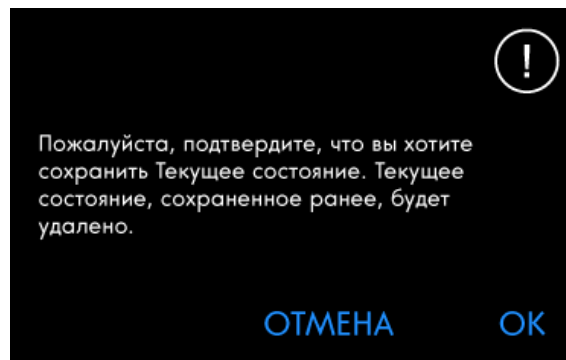 !
Пожалуйста, подтвердите, что вы хотите
сохранить Текущее состояние. Текущее
состояние, сохраненное ранее, будет
удалено.
ОТМЕНА OK